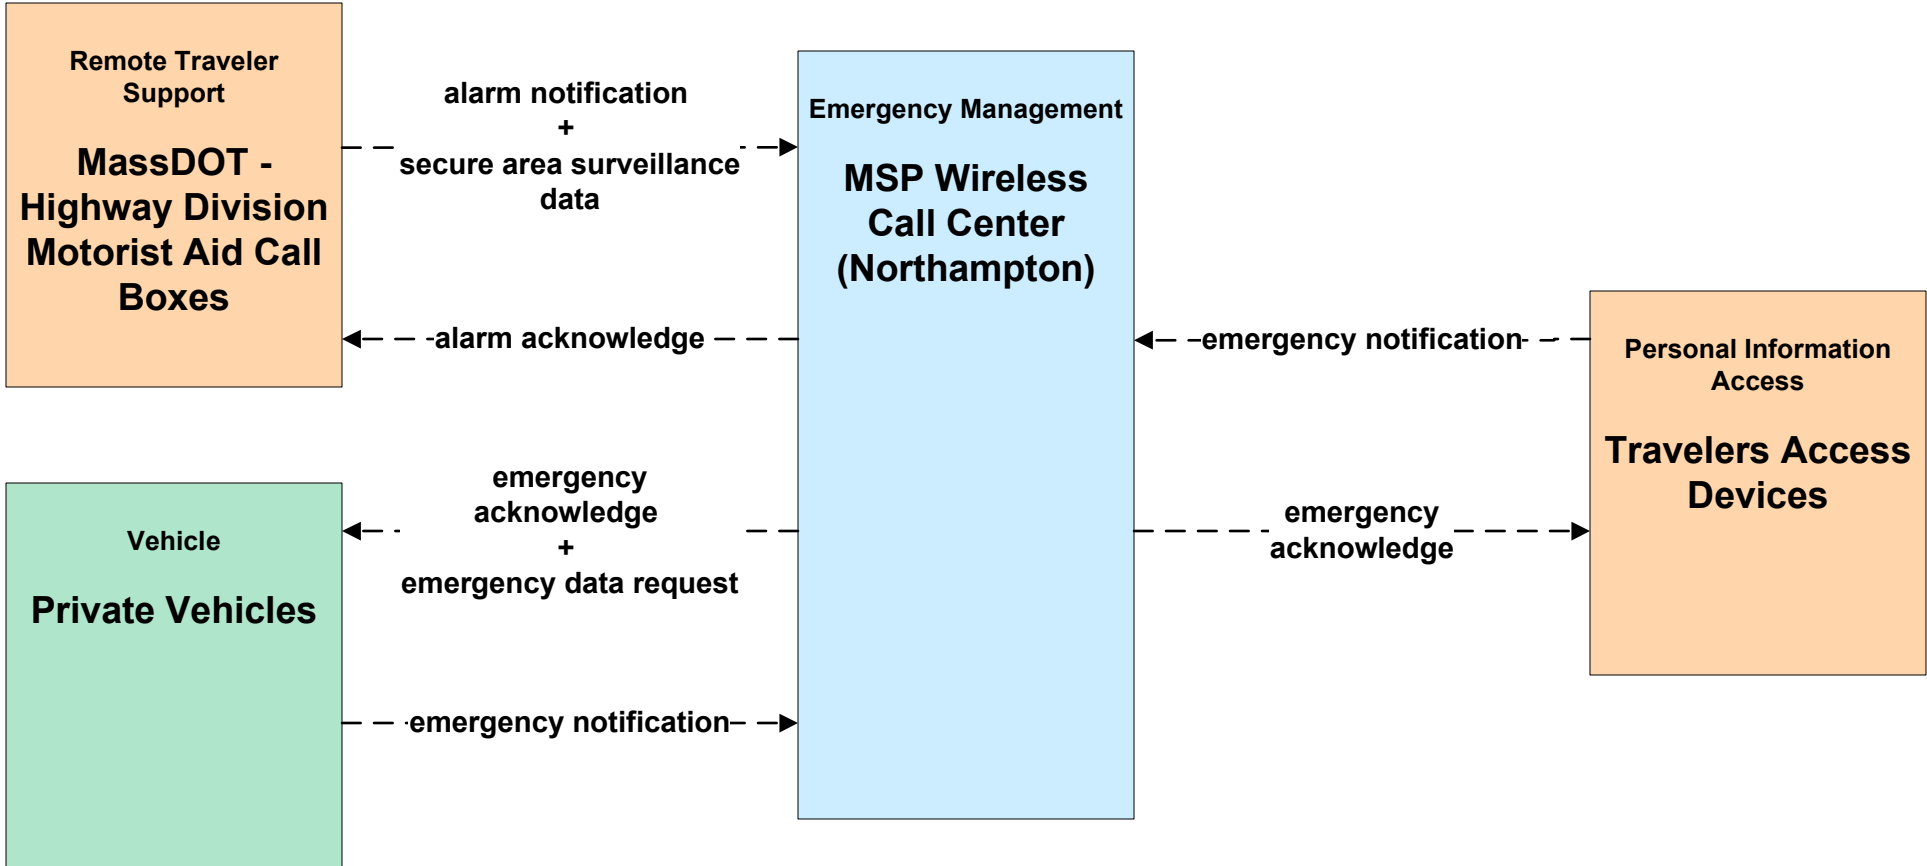 Remote Traveler
Support
MassDOT -
Highway Division
Motorist Aid Call
Boxes
alarm notification
+
secure area surveillance
data
alarm acknowledge
Emergency Management
MSP Wireless
Call Center
(Northampton)
emergency notification
Personal Information
Access
Travelers Access
Devices
emergency
acknowledge
Vehicle
Private Vehicles
emergency
acknowledge
+
emergency data request
emergency notification